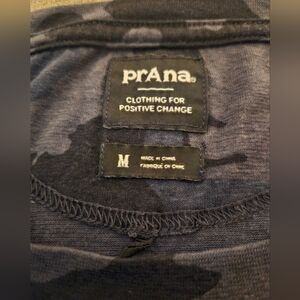 prAna®
CLOTHING FOR
POSITIVE CHANGE
M
MADE IN CHINA
FABRIQUÉ EN CHINE